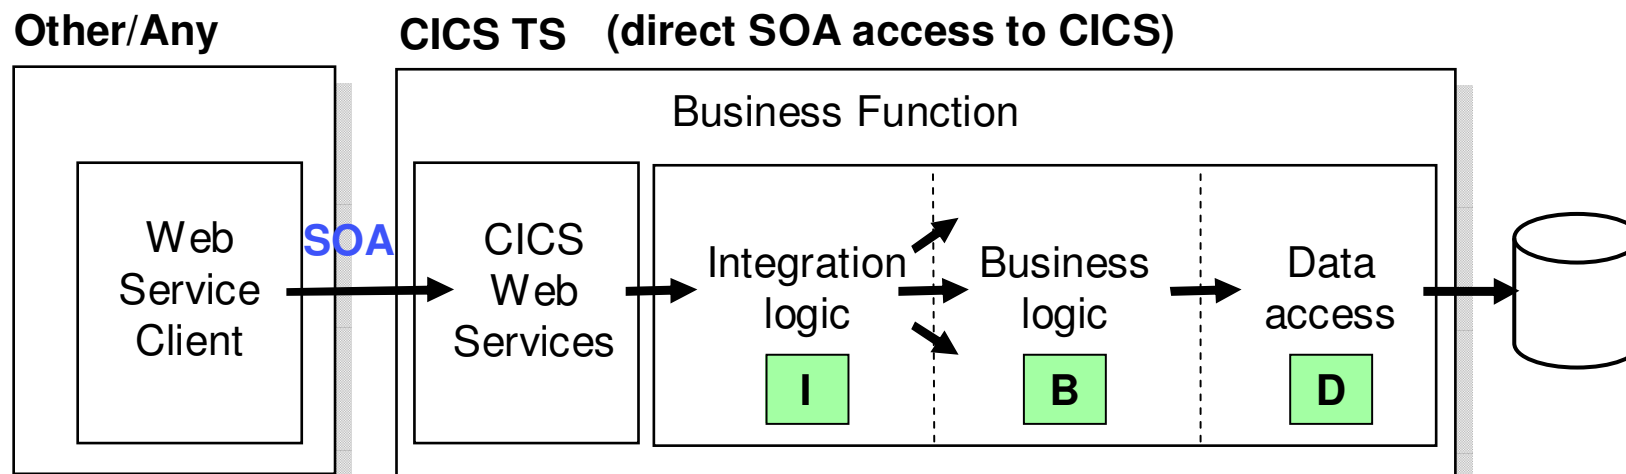 Other/Any
CICS TS (direct SOA access to CICS)
Business Function
Web
Service
Client
SOA
CICS
Web
Services
Integration
logic
I
Business
logic
B
Data
access
D